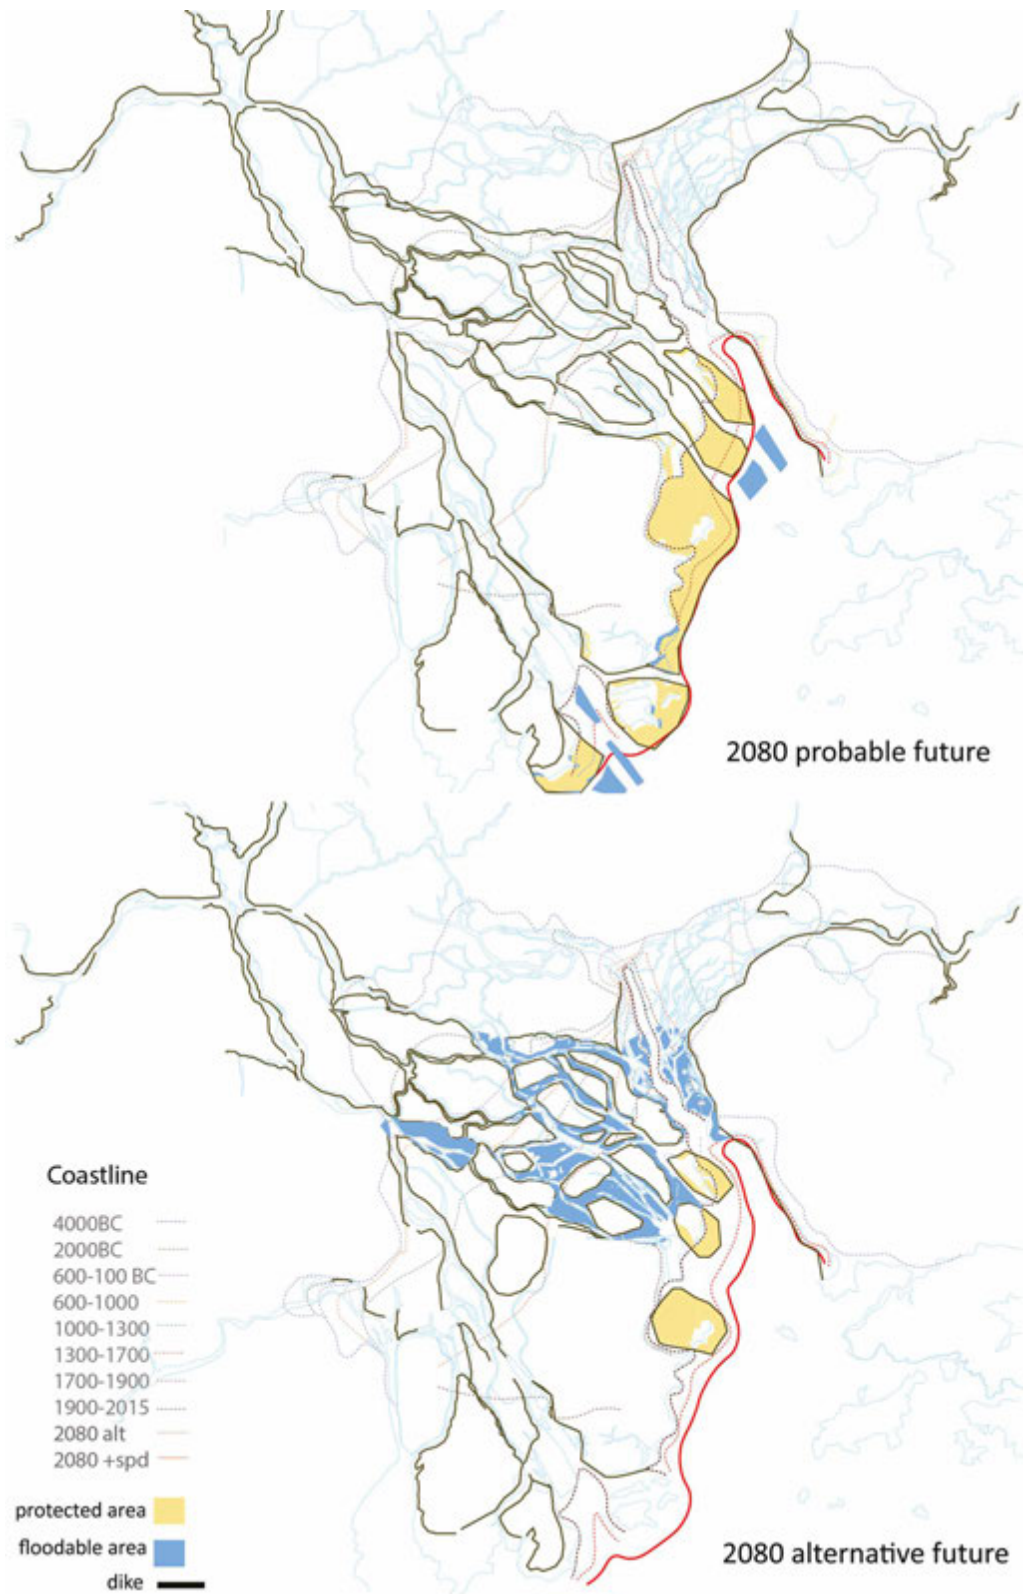 2080 probable future
Coastline
4000BC
2000BC
600-100 BC
600-1000
1000-1300
1300-1700
1700-1900
1900-2015
2080 alt
2080 +spd
protected area
floodable area
dike
2080 alternative future